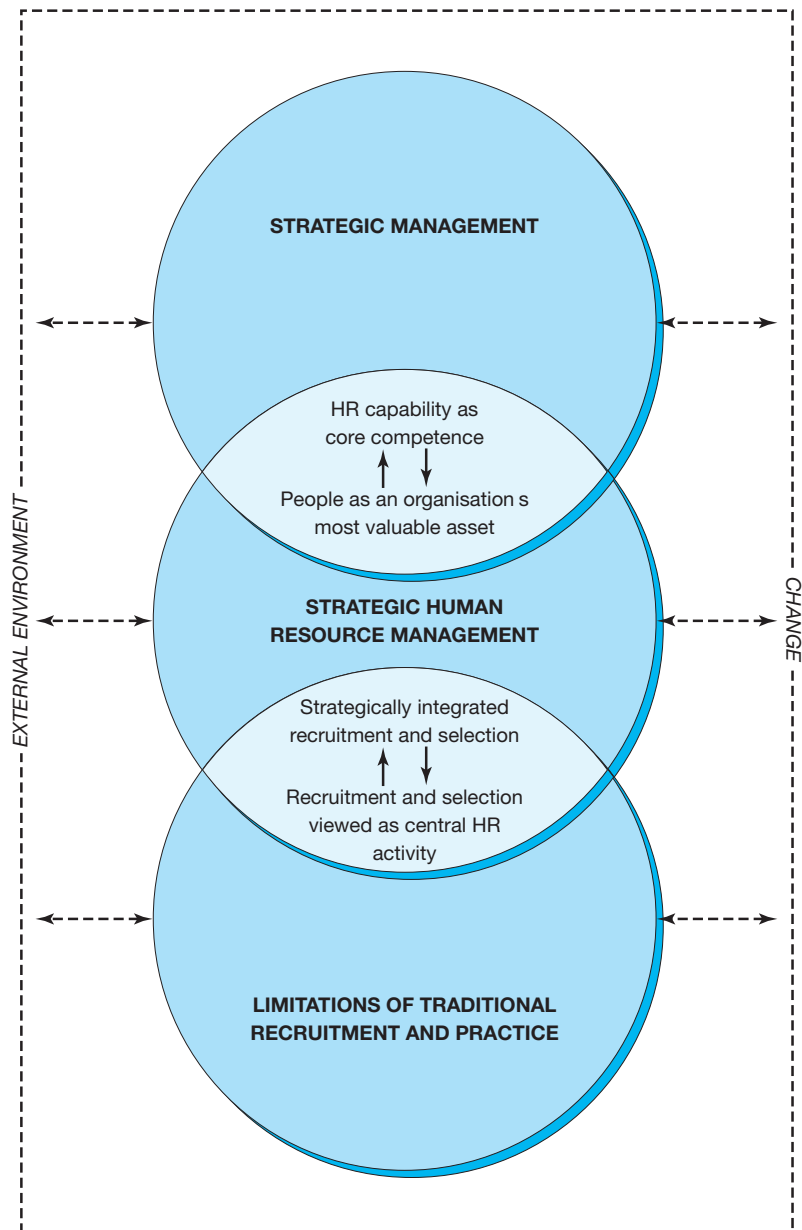 STRATEGIC MANAGEMENT
HR capability as
core competence
People as an organisation s
most valuable asset
EXTERNAL ENVIRONMENT
STRATEGIC HUMAN
RESOURCE MANAGEMENT
CHANGE
Strategically integrated
recruitment and selection
Recruitment and selection
viewed as central HR
activity
LIMITATIONS OF TRADITIONAL
RECRUITMENT AND PRACTICE